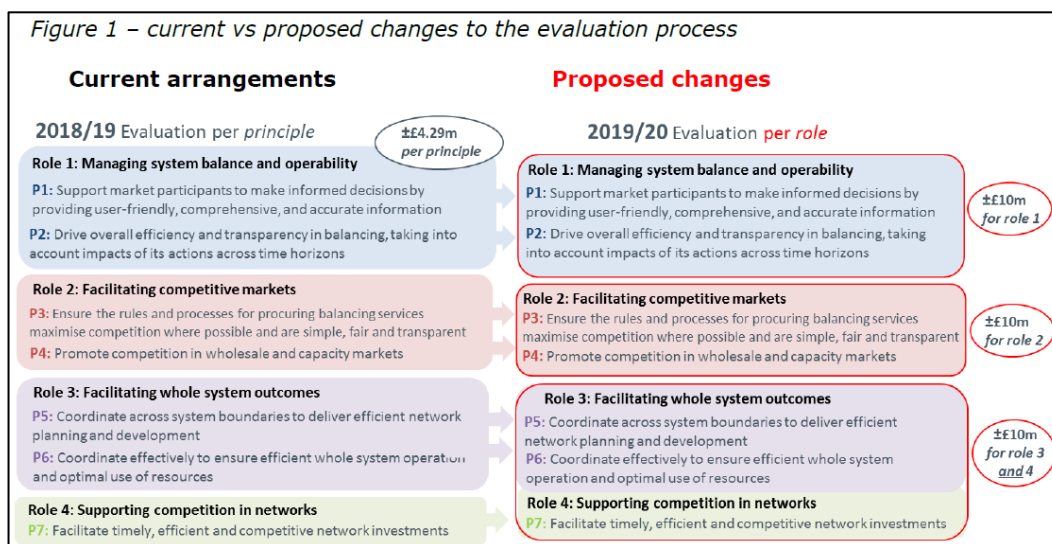 Figure 1 – current vs proposed changes to the evaluation process
Current arrangements
2018/19 Evaluation per principle
±£4.29m
per principle
Role 1: Managing system balance and operability
P1: Support market participants to make informed decisions by
providing user-friendly, comprehensive, and accurate information
P2: Drive overall efficiency and transparency in balancing, taking into
account impacts of its actions across time horizons
Role 2: Facilitating competitive markets
P3: Ensure the rules and processes for procuring balancing services
maximise competition where possible and are simple, fair and transparent
P4: Promote competition in wholesale and capacity markets
Role 3: Facilitating whole system outcomes
P5: Coordinate across system boundaries to deliver efficient network
planning and development
P6: Coordinate effectively to ensure efficient whole system operation
and optimal use of resources
Role 4: Supporting competition in networks
P7: Facilitate timely, efficient and competitive network investments
Proposed changes
2019/20 Evaluation per role
Role 1: Managing system balance and operability
P1: Support market participants to make informed decisions by
providing user-friendly, comprehensive, and accurate information
P2: Drive overall efficiency and transparency in balancing, taking
into account impacts of its actions across time horizons
±£10m
for role 1
Role 2: Facilitating competitive markets
P3: Ensure the rules and processes for procuring balancing services
maximise competition where possible and are simple, fair and transparent
P4: Promote competition in wholesale and capacity markets
±£10m
for role 2
Role 3: Facilitating whole system outcomes
P5: Coordinate across system boundaries to deliver efficient
network planning and development
P6: Coordinate effectively to ensure efficient whole system
operation and optimal use of resources
Role 4: Supporting competition in networks
P7: Facilitate timely, efficient and competitive network investments
±£10m
for role 3
and 4